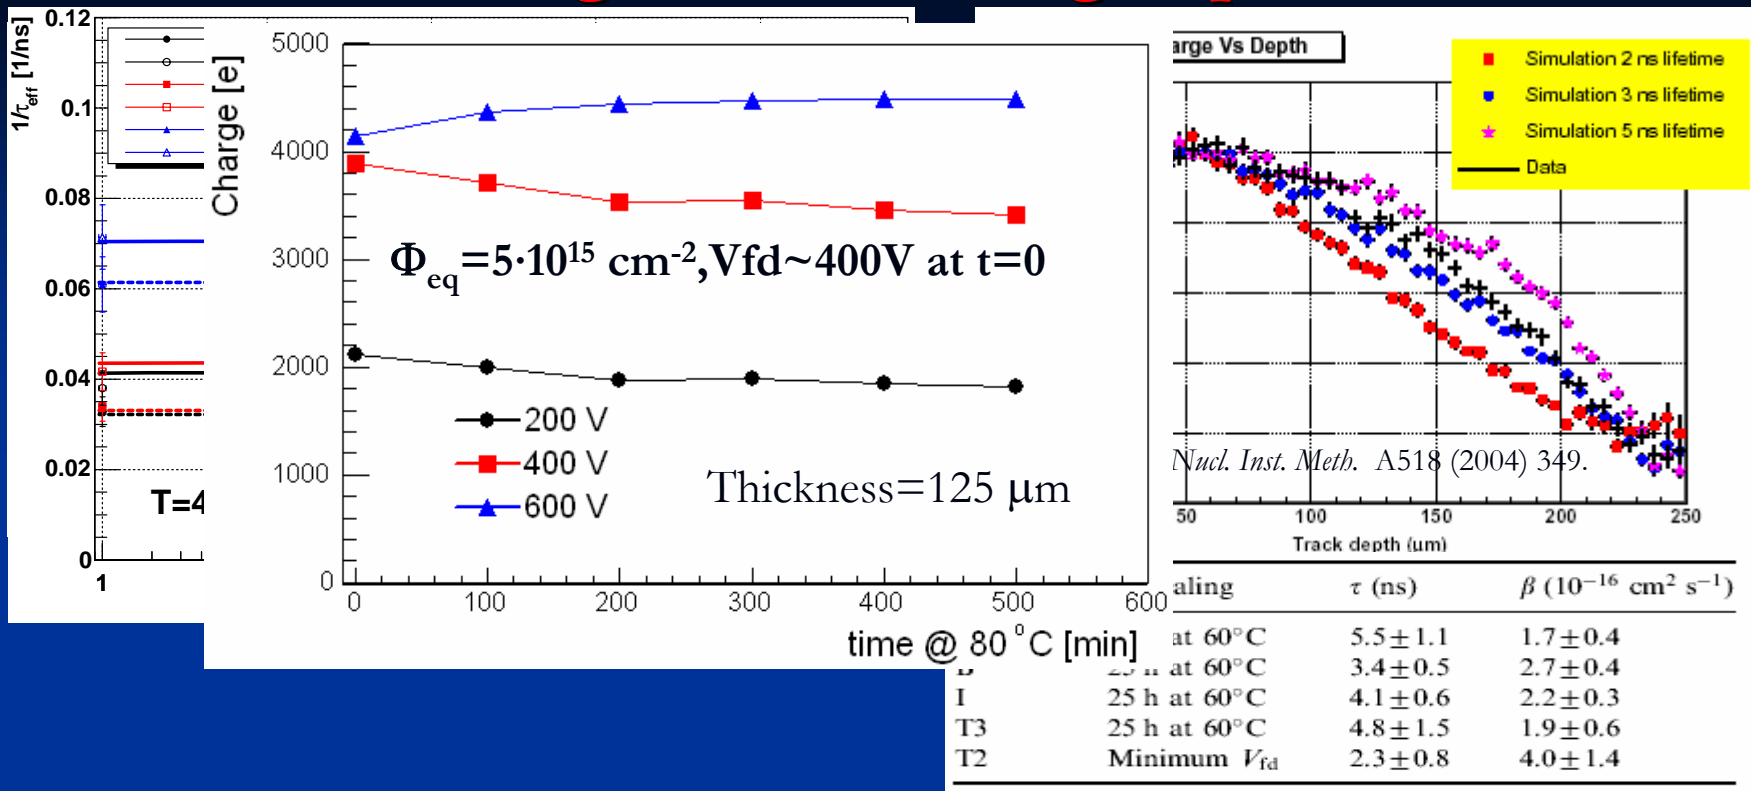 0.12
0.1
0.08
0.06
0.04
0.02
0
1/τeff [1/ns]
T=4
1
5000
4000
3000
2000
1000
0
Charge [e]
Φeq=5·10¹⁵ cm⁻²,Vfd~400V at t=0
200 V
400 V
600 V
Thickness=125 μm
0 100 200 300 400 500 600
time @ 80 °C [min]
arge Vs Depth
Simulation 2 ns lifetime
Simulation 3 ns lifetime
Simulation 5 ns lifetime
Data
Nucl. Inst. Meth. A518 (2004) 349.
50 100 150 200 250
Track depth (μm)
aling τ (ns) β (10⁻¹⁶ cm² s⁻¹)
at 60°C 5.5±1.1 1.7±0.4
at 60°C 3.4±0.5 2.7±0.4
I 25 h at 60°C 4.1±0.6 2.2±0.3
T3 25 h at 60°C 4.8±1.5 1.9±0.6
T2 Minimum Vfd 2.3±0.8 4.0±1.4